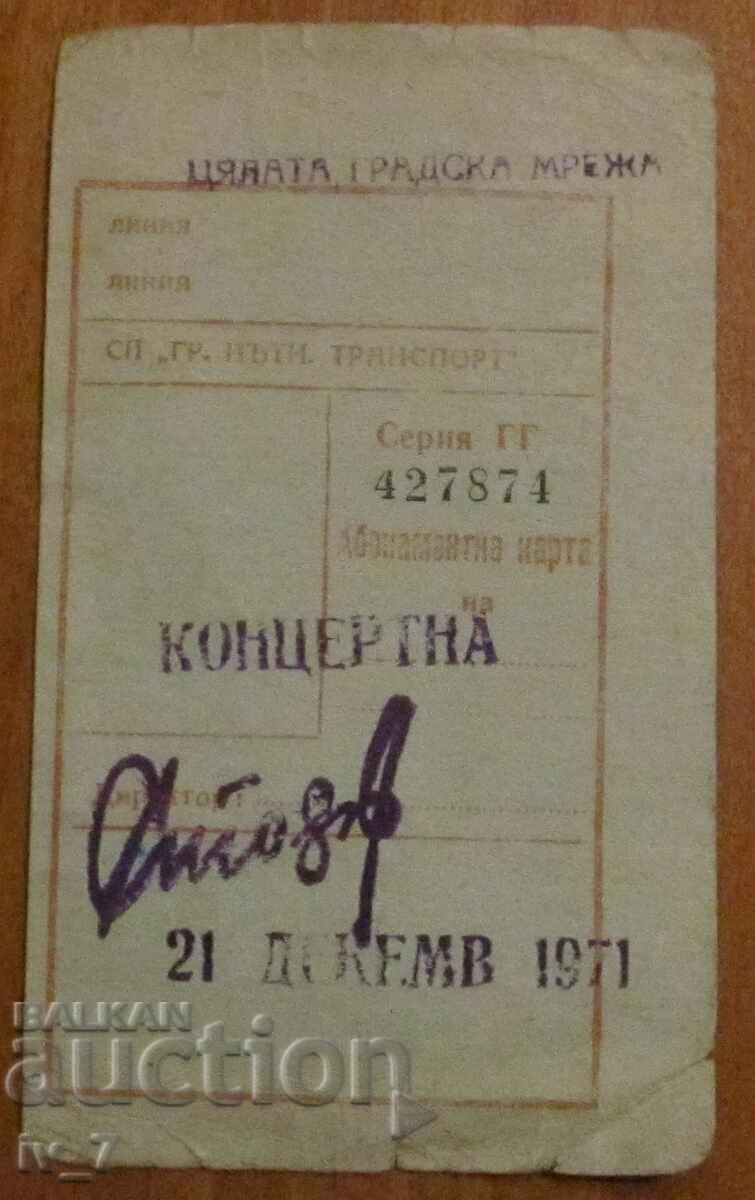 ЦЯЛАТА ГРАДСКА МРЕЖА
линия
линия
СП „ГР. ПЪТН. ТРАНСПОРТ"
Серия ГГ
427874
Абонаментна карта
на
КОНЦЕРТНА
Директор:
21 ДЕКЕМВ 1971
BALKAN
auction
iv_7